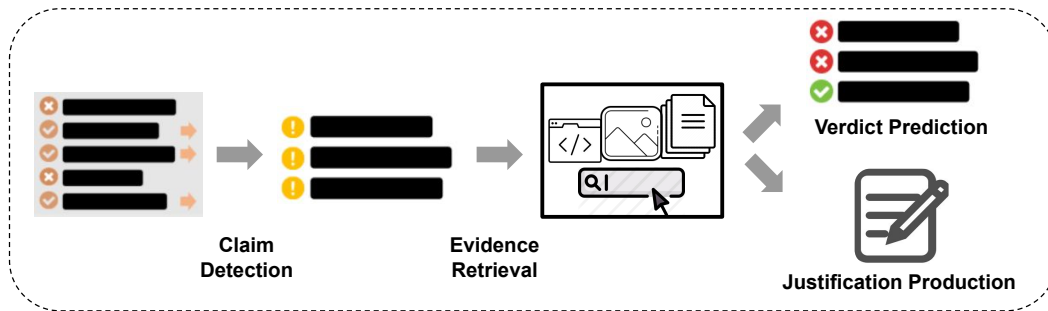 </>
Verdict Prediction
Claim
Detection
Evidence
Retrieval
Justification Production